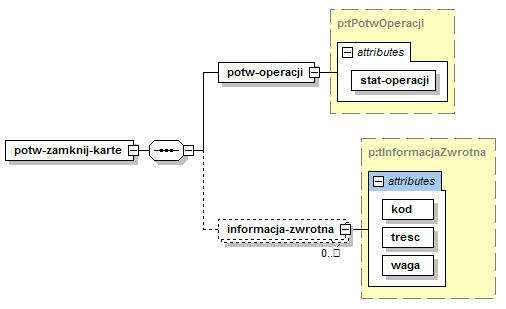 p:tPotwOperacji
attributes
potw-operacji
stat-operacji
potw-zamknij-karte
p:tInformacjaZwrotna
attributes
kod
informacja-zwrotna
tresc
0..
waga